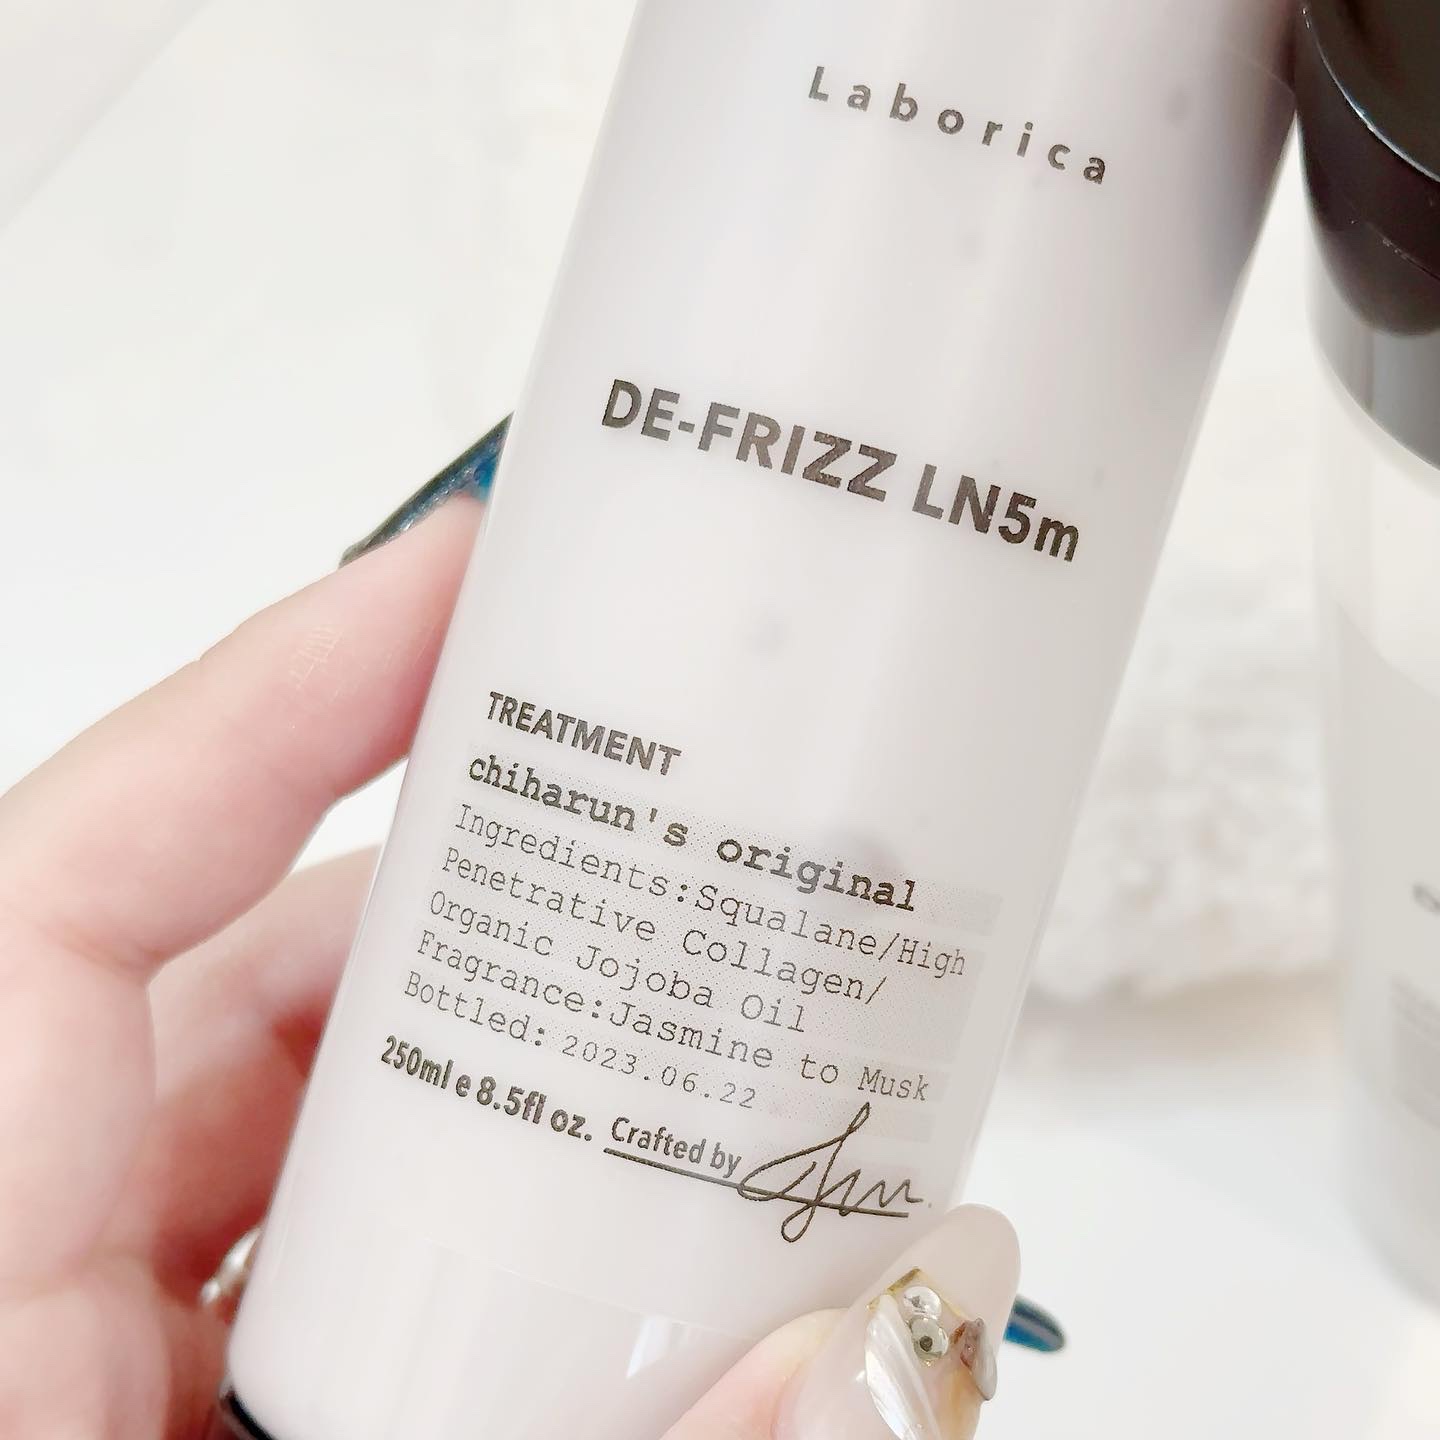 Laborica
DE-FRIZZ LN5m
TREATMENT
chiharun's original
Ingredients:Squalane/High
Penetrative Collagen/
Organic Jojoba Oil
Fragrance:Jasmine to Musk
Bottled: 2023.06.22
250ml e 8.5fl oz. Crafted by